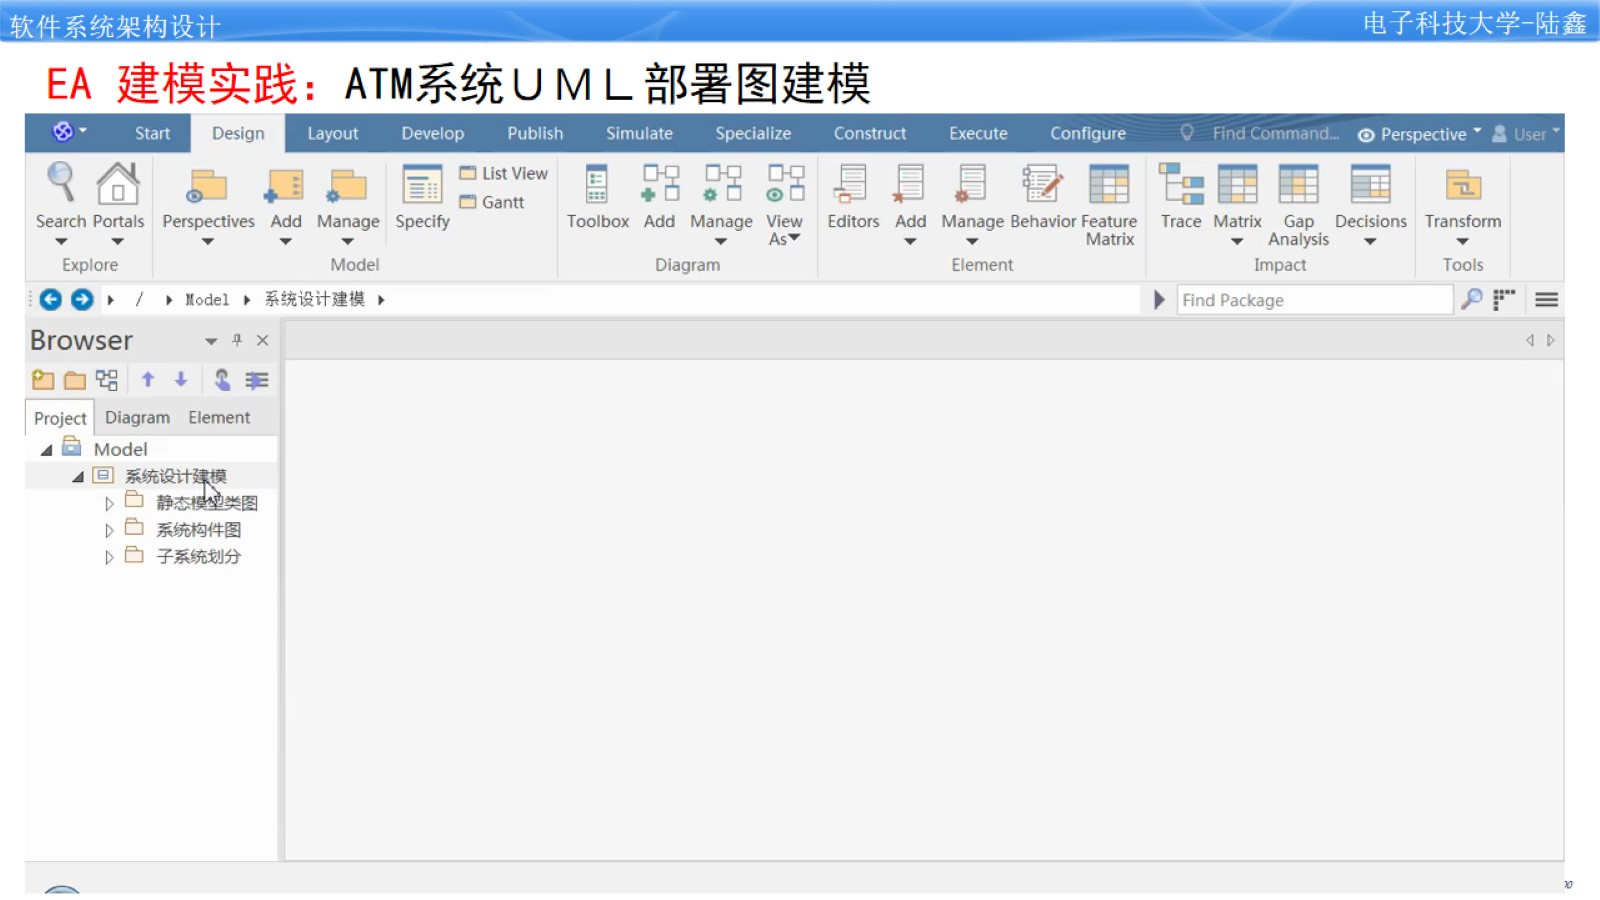 软件系统架构设计
电子科技大学-陆鑫
EA 建模实践：ATM系统UML部署图建模
Start Design Layout Develop Publish Simulate Specialize Construct Execute Configure Find Command... Perspective User
List View
Gantt
Search Portals Perspectives Add Manage Specify Toolbox Add Manage View As Editors Add Manage Behavior Feature Matrix Trace Matrix Gap Analysis Decisions Transform
Explore Model Diagram Element Impact Tools
/ Model 系统设计建模 Find Package
Browser
Project Diagram Element
Model
系统设计建模
静态模型类图
系统构件图
子系统划分